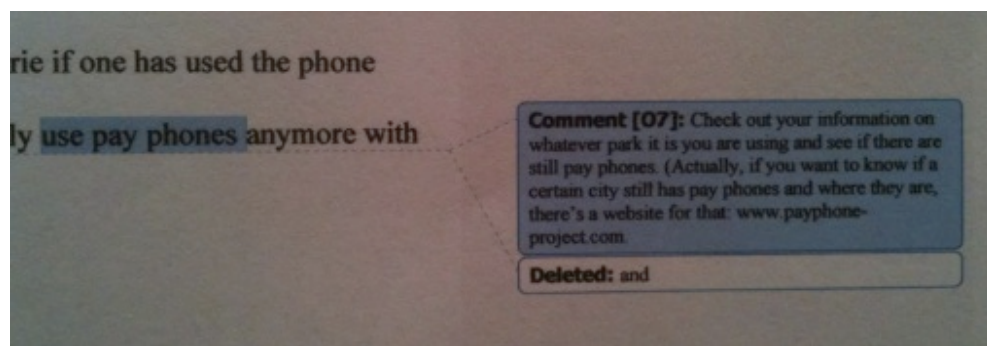 rie if one has used the phone
ly use pay phones anymore with
Comment [O7]: Check out your information on
whatever park it is you are using and see if there are
still pay phones. (Actually, if you want to know if a
certain city still has pay phones and where they are,
there's a website for that: www.payphone-
project.com.
Deleted: and